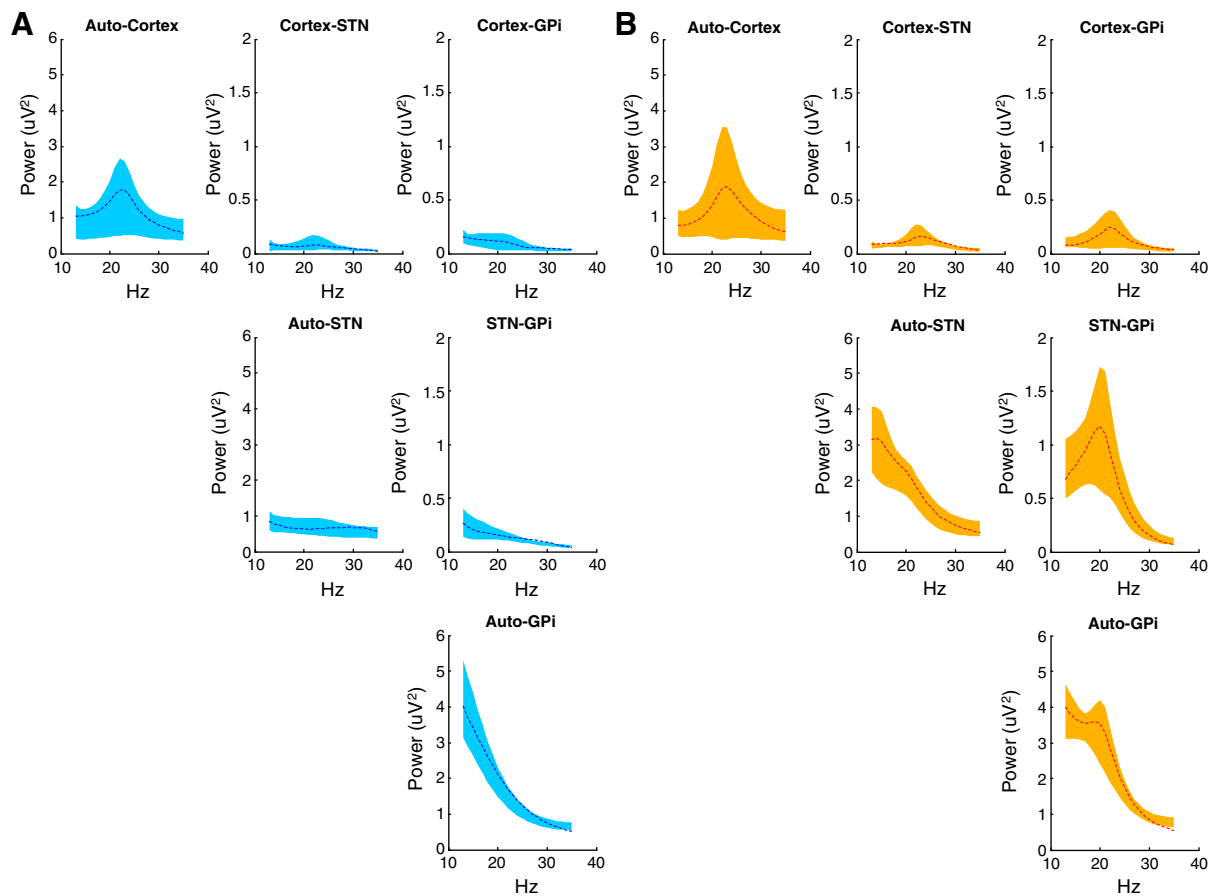 A
Auto-Cortex
Cortex-STN
Cortex-GPi
B
Auto-Cortex
Cortex-STN
Cortex-GPi
Power (uV²)
6
5
4
3
2
1
0
10 20 30 40
Hz
Power (uV²)
2
1.5
1
0.5
0
10 20 30 40
Hz
Power (uV²)
2
1.5
1
0.5
0
10 20 30 40
Hz
Power (uV²)
6
5
4
3
2
1
0
10 20 30 40
Hz
Power (uV²)
2
1.5
1
0.5
0
10 20 30 40
Hz
Power (uV²)
2
1.5
1
0.5
0
10 20 30 40
Hz
Auto-STN
STN-GPi
Auto-STN
STN-GPi
Power (uV²)
6
5
4
3
2
1
0
10 20 30 40
Hz
Power (uV²)
2
1.5
1
0.5
0
10 20 30 40
Hz
Power (uV²)
6
5
4
3
2
1
0
10 20 30 40
Hz
Power (uV²)
2
1.5
1
0.5
0
10 20 30 40
Hz
Auto-GPi
Auto-GPi
Power (uV²)
6
5
4
3
2
1
0
10 20 30 40
Hz
Power (uV²)
6
5
4
3
2
1
0
10 20 30 40
Hz